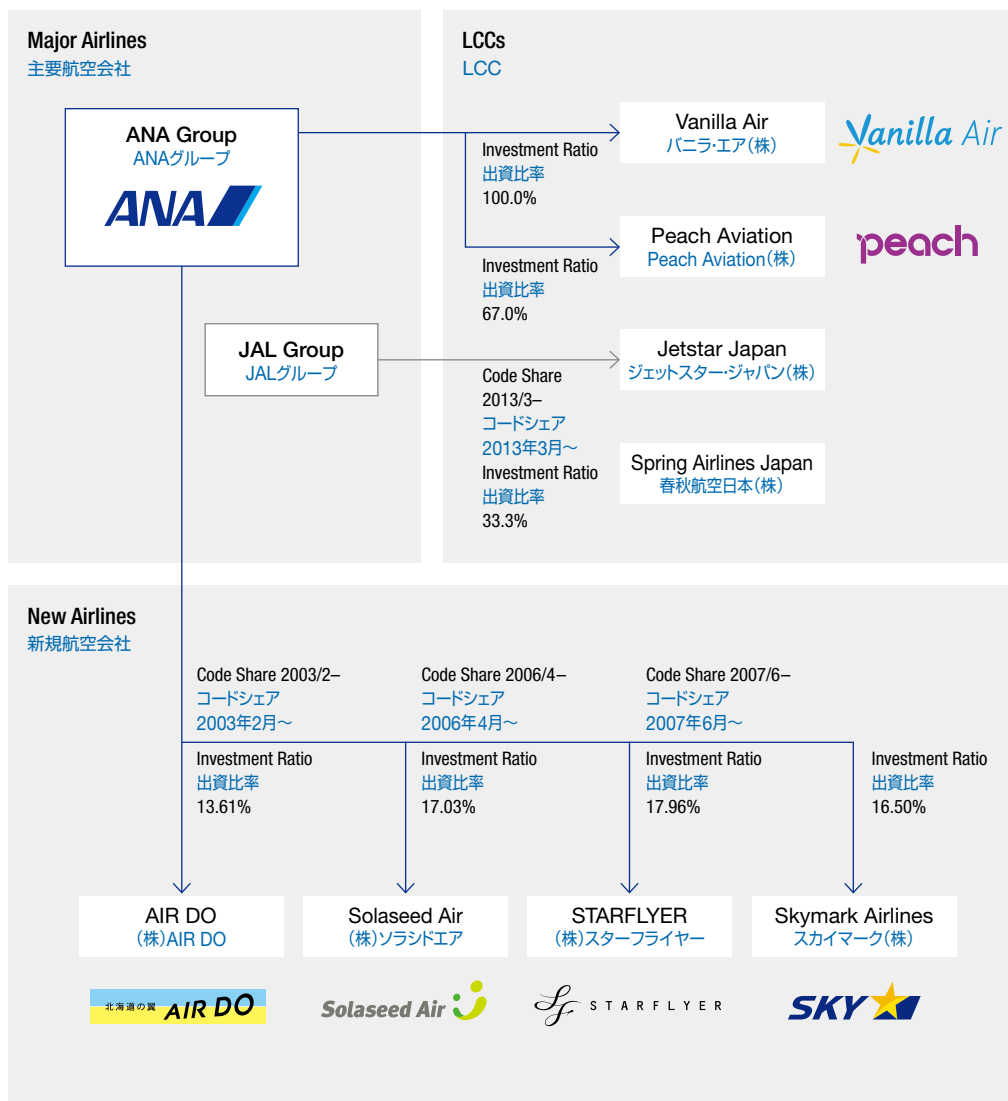 Major Airlines
主要航空会社
ANA Group
ANAグループ
ANA
JAL Group
JALグループ
LCCs
LCC
Vanilla Air
バニラ・エア(株)
Vanilla Air
Investment Ratio
出資比率
100.0%
Peach Aviation
Peach Aviation(株)
peach
Investment Ratio
出資比率
67.0%
Jetstar Japan
ジェットスター・ジャパン(株)
Code Share
2013/3–
コードシェア
2013年3月〜
Investment Ratio
出資比率
33.3%
Spring Airlines Japan
春秋航空日本(株)
New Airlines
新規航空会社
Code Share 2003/2–
コードシェア
2003年2月〜
Investment Ratio
出資比率
13.61%
Code Share 2006/4–
コードシェア
2006年4月〜
Investment Ratio
出資比率
17.03%
Code Share 2007/6–
コードシェア
2007年6月〜
Investment Ratio
出資比率
17.96%
Investment Ratio
出資比率
16.50%
AIR DO
(株)AIR DO
北海道の翼 AIR DO
Solaseed Air
(株)ソラシドエア
Solaseed Air
STARFLYER
(株)スターフライヤー
STARFLYER
Skymark Airlines
スカイマーク(株)
SKY